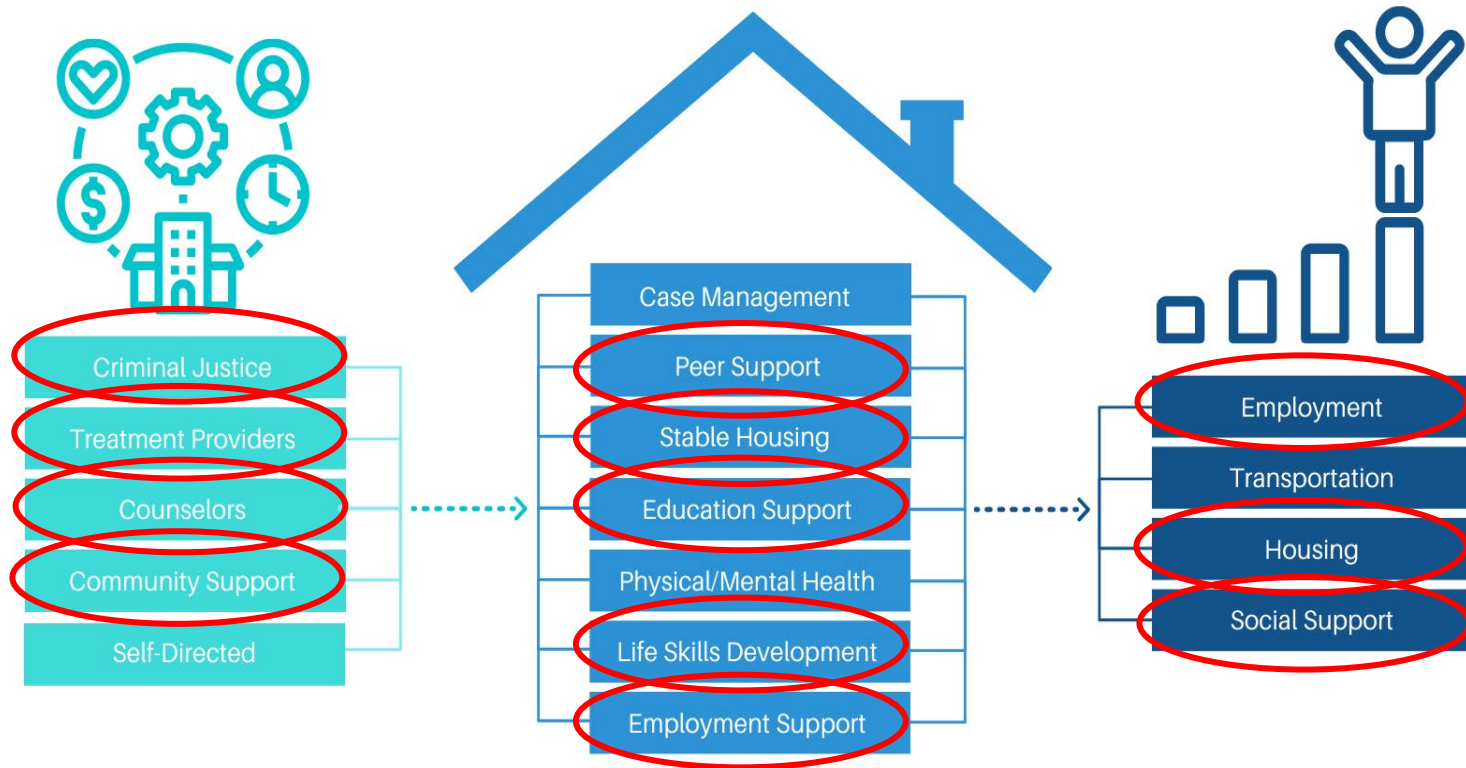 Criminal Justice
Treatment Providers
Counselors
Community Support
Self-Directed
Case Management
Peer Support
Stable Housing
Education Support
Physical/Mental Health
Life Skills Development
Employment Support
Employment
Transportation
Housing
Social Support
$